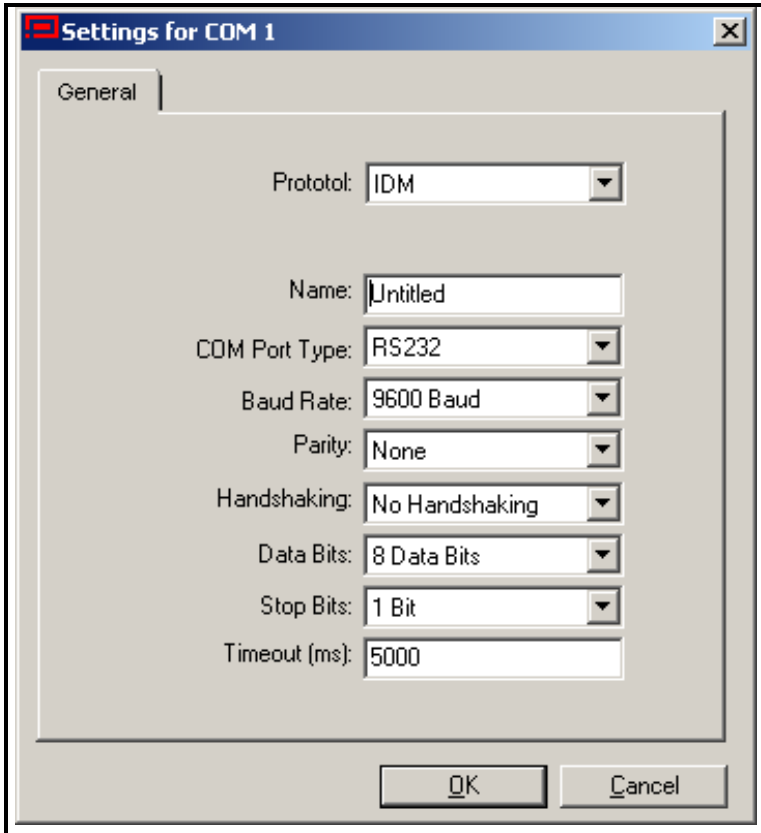 Settings for COM 1
General
Prototol: IDM
Name: Untitled
COM Port Type: RS232
Baud Rate: 9600 Baud
Parity: None
Handshaking: No Handshaking
Data Bits: 8 Data Bits
Stop Bits: 1 Bit
Timeout (ms): 5000
OK Cancel